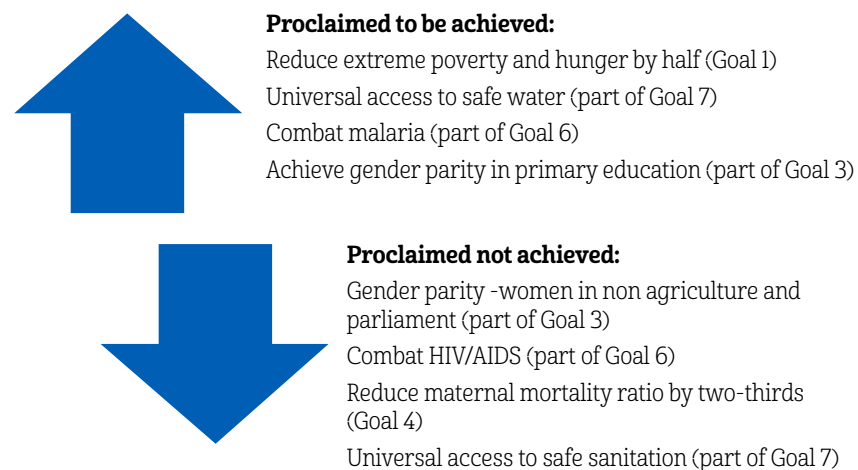 Proclaimed to be achieved:
Reduce extreme poverty and hunger by half (Goal 1)
Universal access to safe water (part of Goal 7)
Combat malaria (part of Goal 6)
Achieve gender parity in primary education (part of Goal 3)
Proclaimed not achieved:
Gender parity -women in non agriculture and
parliament (part of Goal 3)
Combat HIV/AIDS (part of Goal 6)
Reduce maternal mortality ratio by two-thirds
(Goal 4)
Universal access to safe sanitation (part of Goal 7)